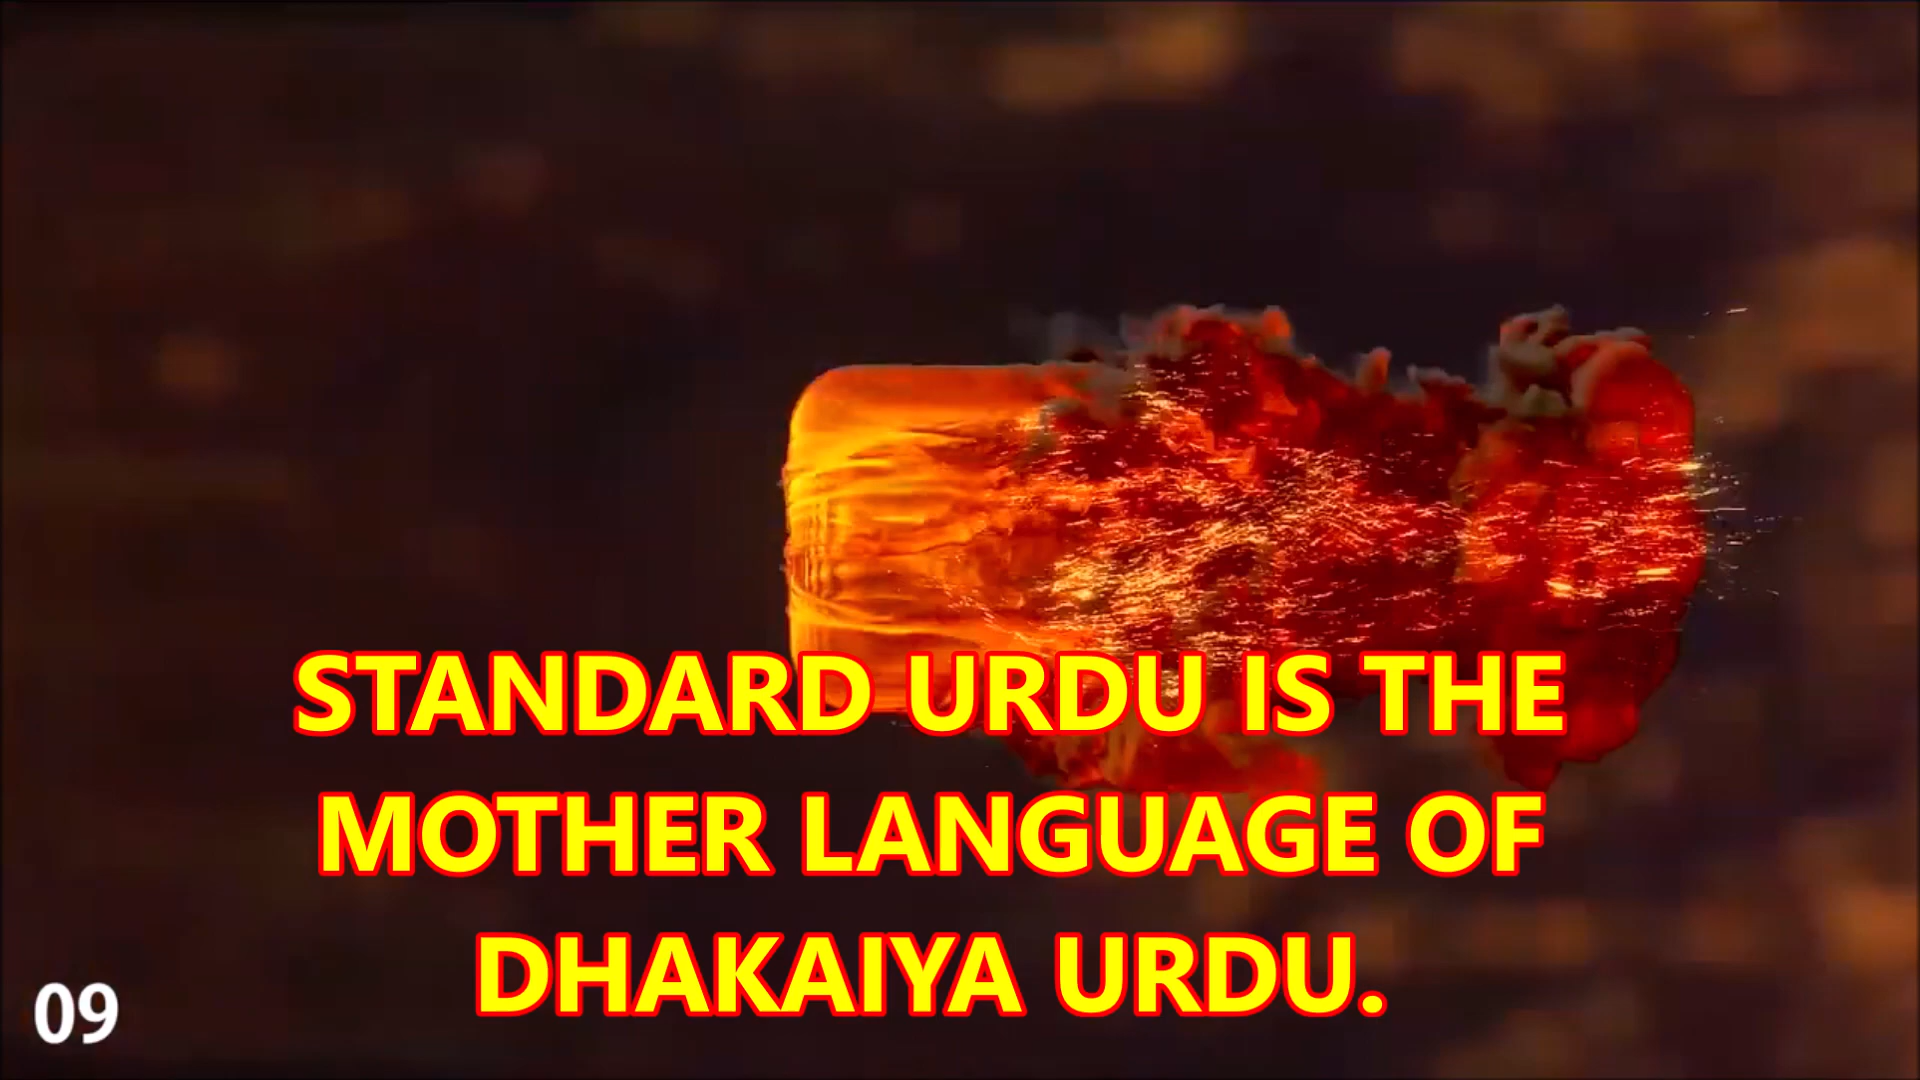 STANDARD URDU IS THE
MOTHER LANGUAGE OF
DHAKAIYA URDU.
09